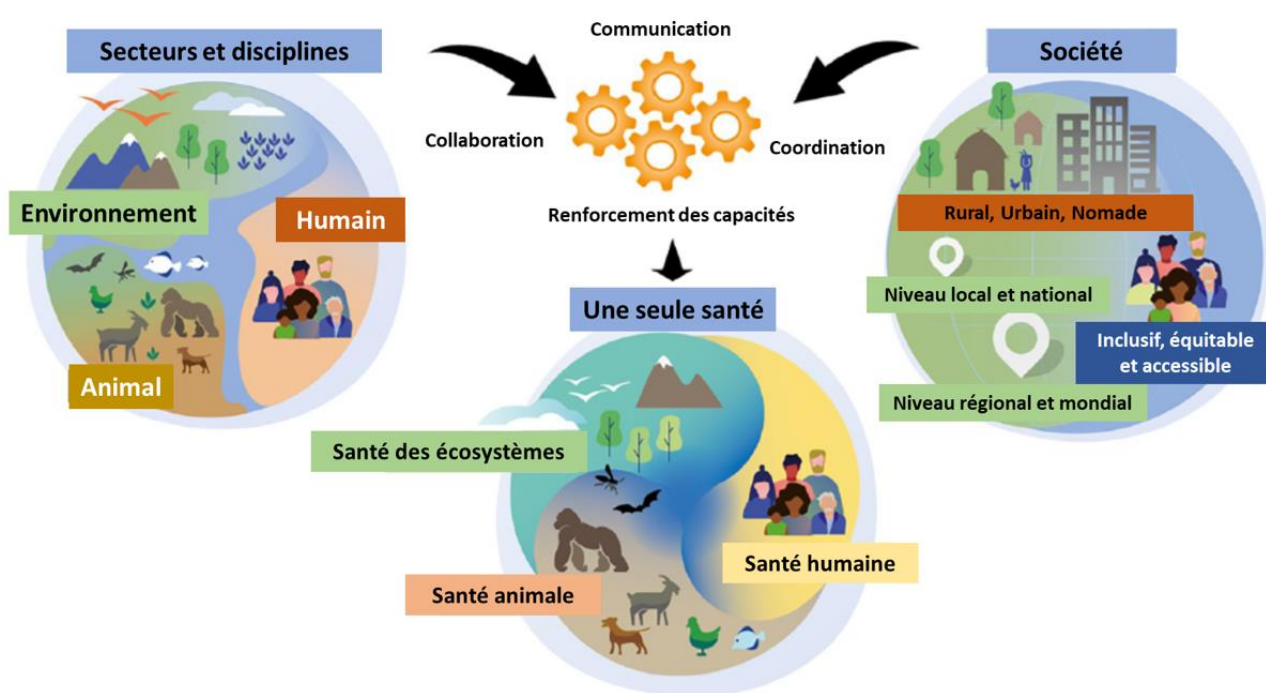 Secteurs et disciplines
Environnement
Humain
Animal
Communication
Collaboration
Coordination
Renforcement des capacités
Société
Rural, Urbain, Nomade
Niveau local et national
Inclusif, équitable
et accessible
Niveau régional et mondial
Une seule santé
Santé des écosystèmes
Santé humaine
Santé animale